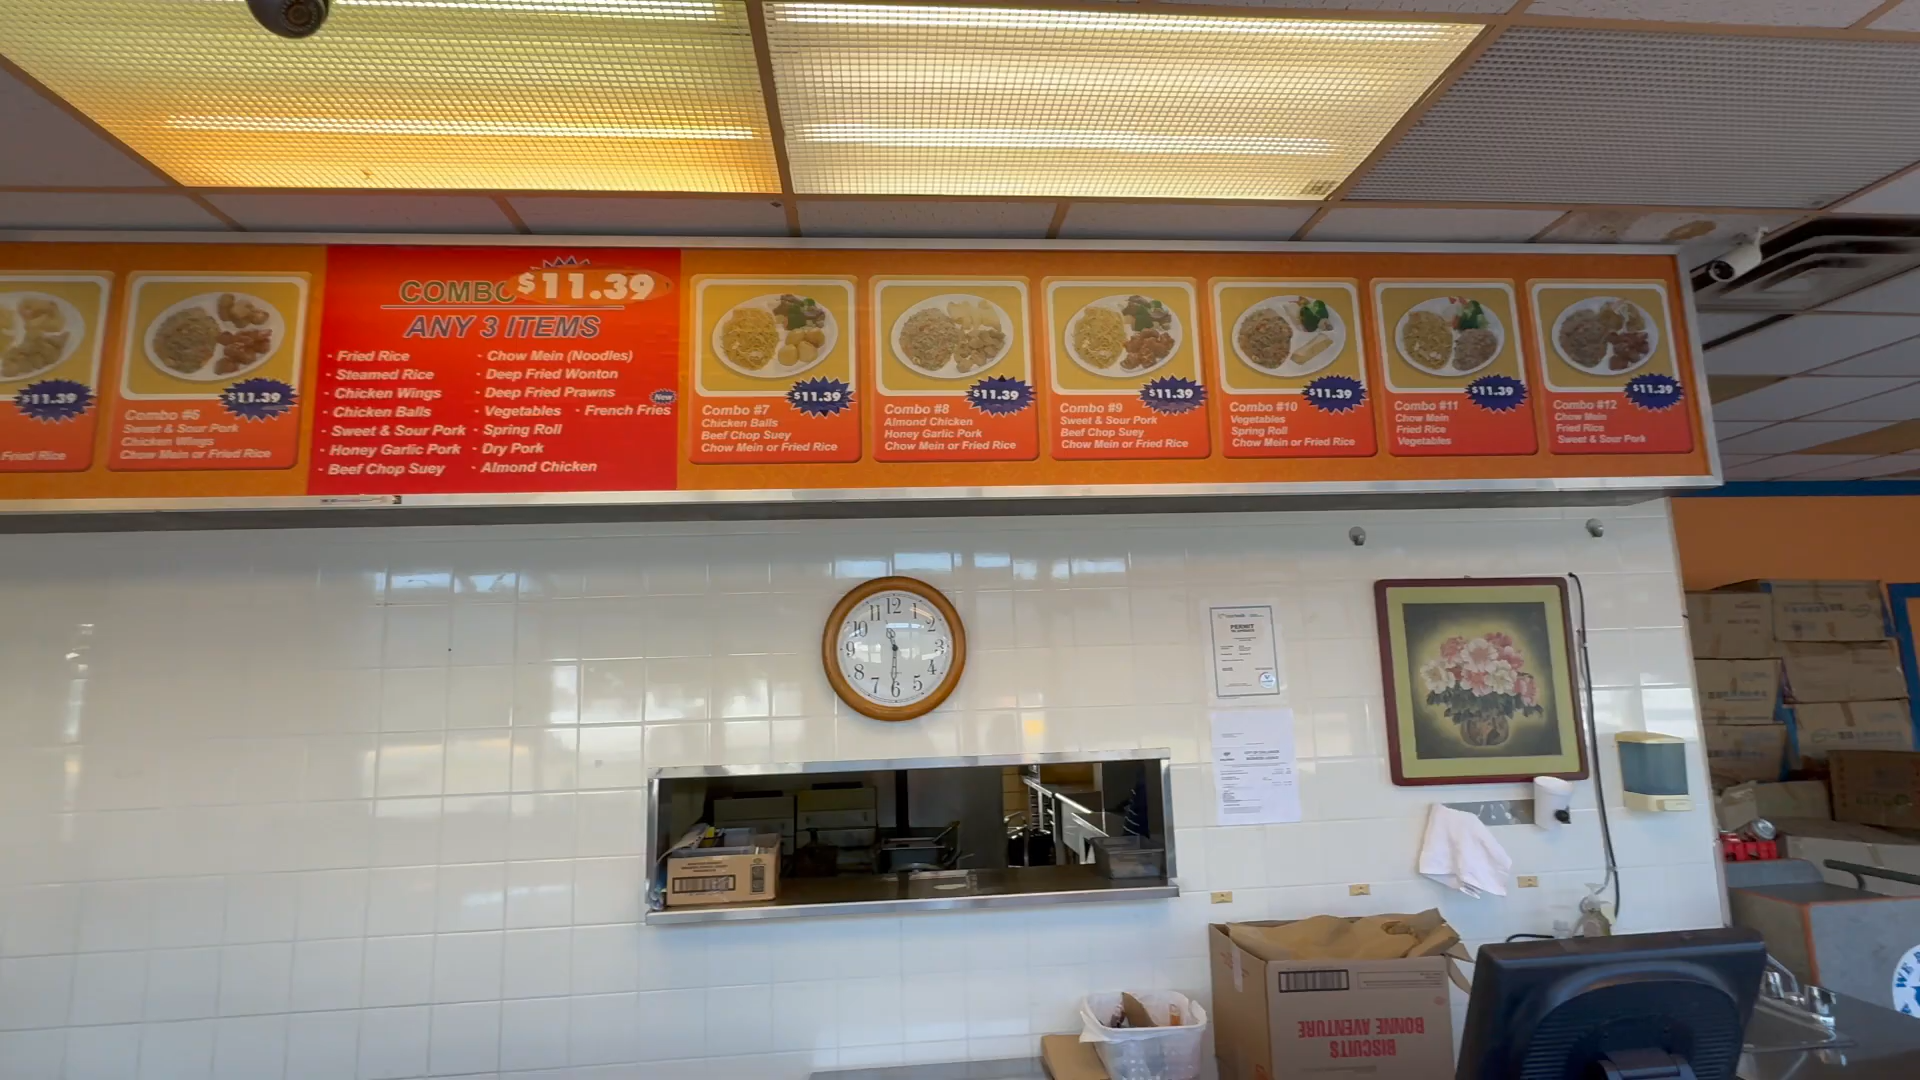 $11.39
Fried Rice
$11.39
Combo #6
Sweet & Sour Pork
Chicken Wings
Chow Mein or Fried Rice
COMBO $11.39
ANY 3 ITEMS
- Fried Rice
- Steamed Rice
- Chicken Wings
- Chicken Balls
- Sweet & Sour Pork
- Honey Garlic Pork
- Beef Chop Suey
- Chow Mein (Noodles)
- Deep Fried Wonton
- Deep Fried Prawns
- Vegetables - French Fries New
- Spring Roll
- Dry Pork
- Almond Chicken
$11.39
Combo #7
Chicken Balls
Beef Chop Suey
Chow Mein or Fried Rice
$11.39
Combo #8
Almond Chicken
Honey Garlic Pork
Chow Mein or Fried Rice
$11.39
Combo #9
Sweet & Sour Pork
Beef Chop Suey
Chow Mein or Fried Rice
$11.39
Combo #10
Vegetables
Spring Roll
Chow Mein or Fried Rice
$11.39
Combo #11
Chow Mein
Fried Rice
Vegetables
$11.39
Combo #12
Chow Mein
Fried Rice
Sweet & Sour Pork
12 1 2 3 4 5 6 7 8 9 10 11
PERMIT
BISCUITS
BONNE AVENTURE
WE